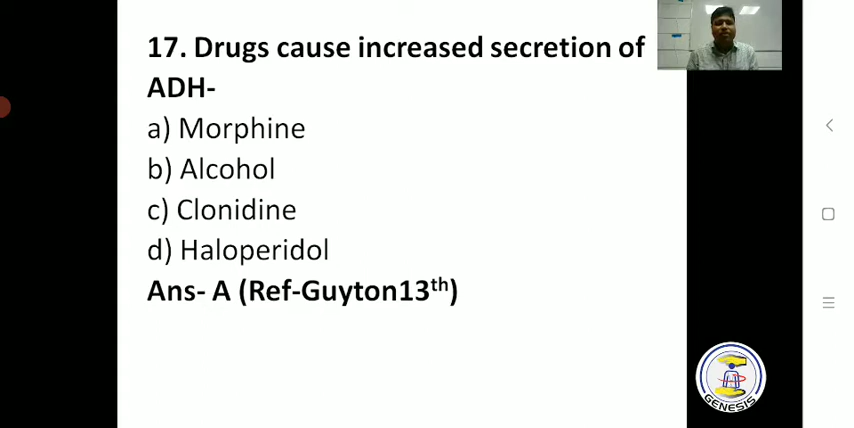 17. Drugs cause increased secretion of
ADH-
a) Morphine
b) Alcohol
c) Clonidine
d) Haloperidol
Ans- A (Ref-Guyton13th)
GENESIS